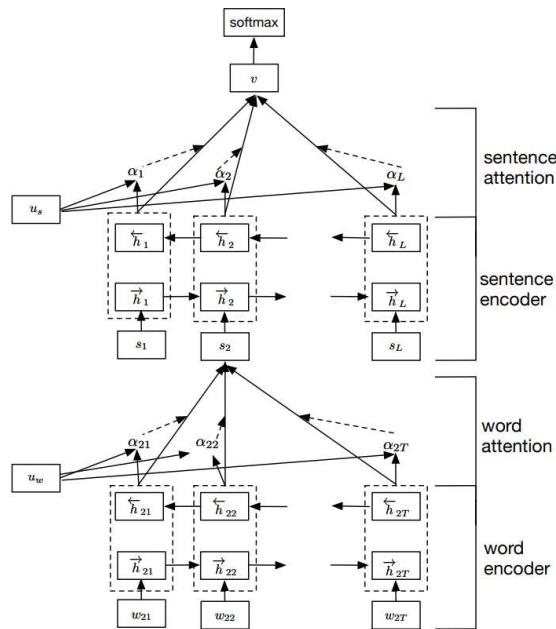 softmax
v
α1 α2 αL
sentence
attention
us
←h1 ←h2 ←hL
sentence
encoder
→h1 →h2 →hL
s1 s2 sL
word
attention
α21 α22 α2T
uw
←h21 ←h22 ←h2T
word
encoder
→h21 →h22 →h2T
w21 w22 w2T